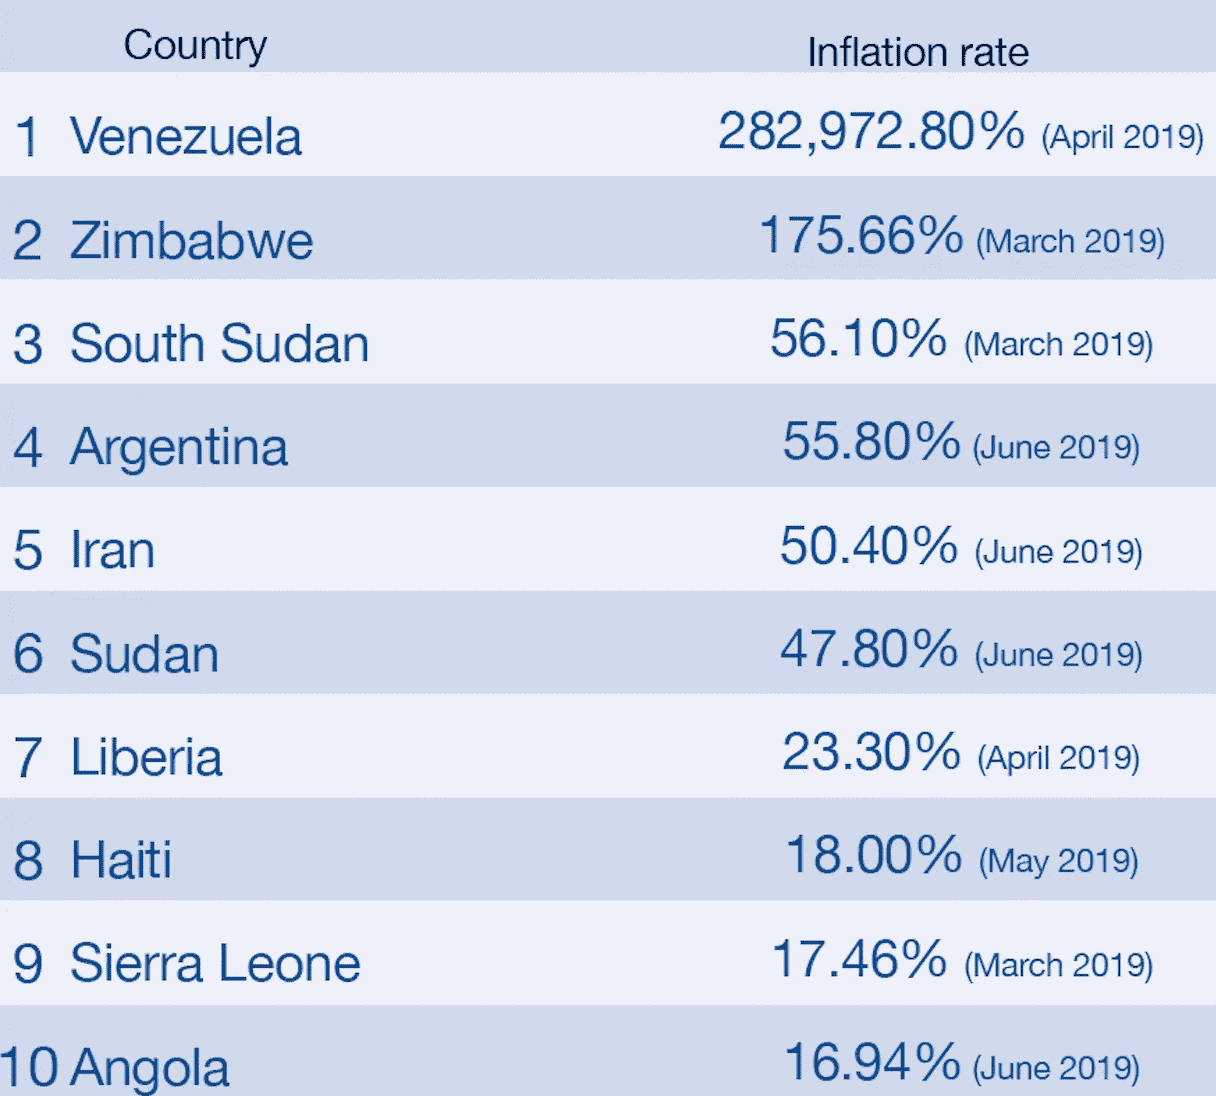 Country Inflation rate
1 Venezuela 282,972.80% (April 2019)
2 Zimbabwe 175.66% (March 2019)
3 South Sudan 56.10% (March 2019)
4 Argentina 55.80% (June 2019)
5 Iran 50.40% (June 2019)
6 Sudan 47.80% (June 2019)
7 Liberia 23.30% (April 2019)
8 Haiti 18.00% (May 2019)
9 Sierra Leone 17.46% (March 2019)
10 Angola 16.94% (June 2019)